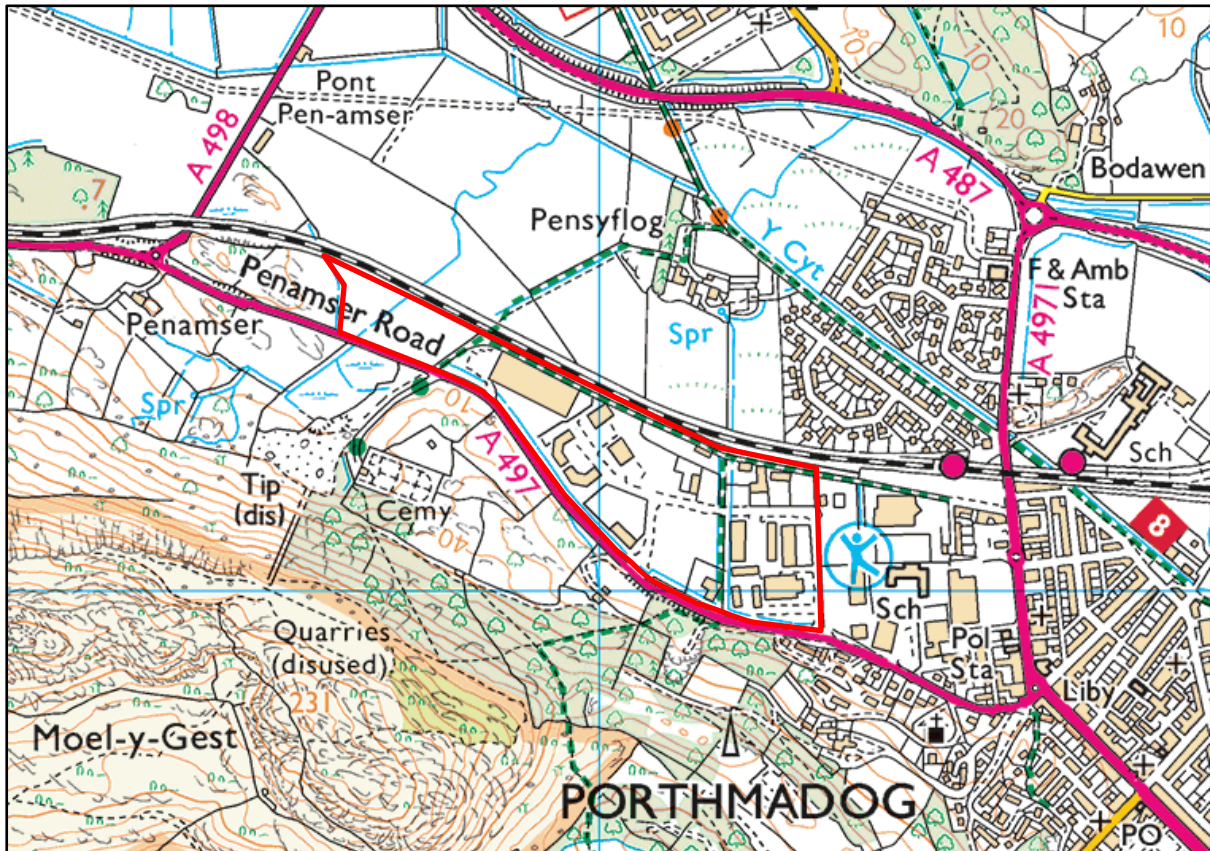 Pont
Pen-amser
A 498
10
10
10
20
7
A 487
Bodawen
Pensyflog
Y Cyt
F & Amb
Sta
A 4971
Penamser Road
Penamser
Spr
Spr
Sch
10
A 497
Tip
(dis)
Cemy
40
8
Sch
Quarries
(disused)
231
Pol
Sta
Liby
Moel-y-Gest
PORTHMADOG
PO